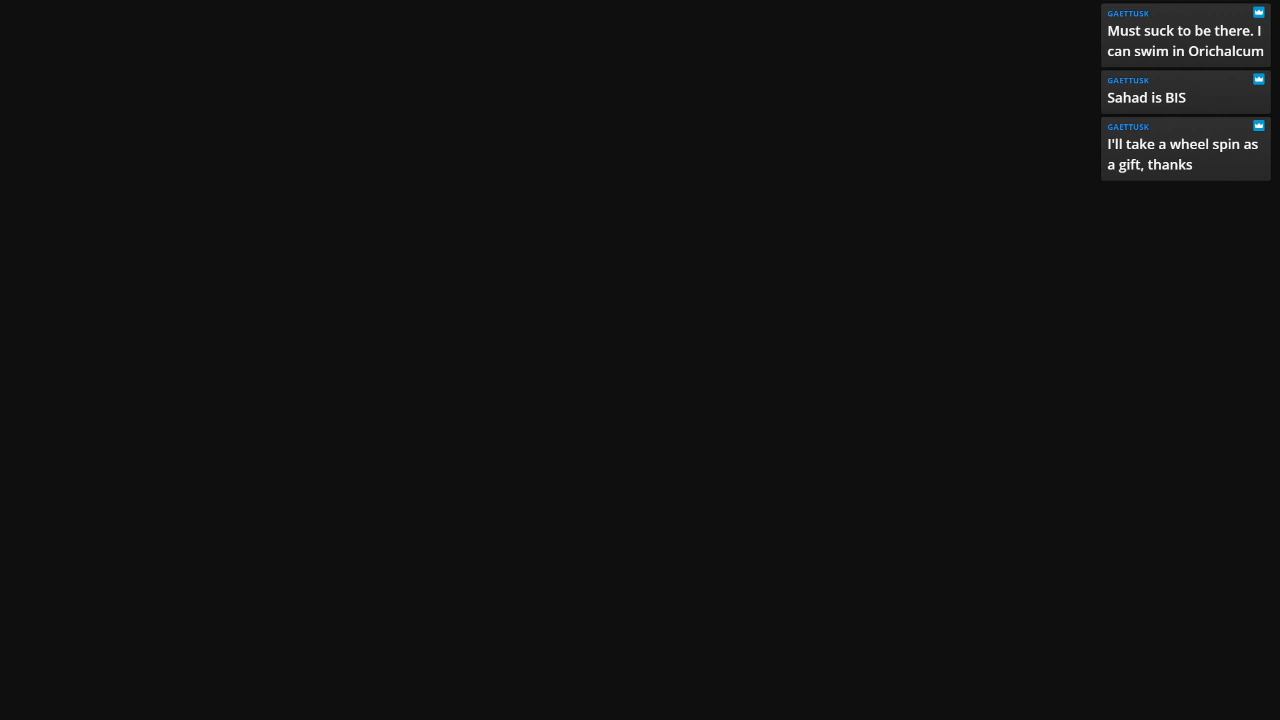 GAETTUSK
Must suck to be there. I
can swim in Orichalcum
GAETTUSK
Sahad is BIS
GAETTUSK
I'll take a wheel spin as
a gift, thanks